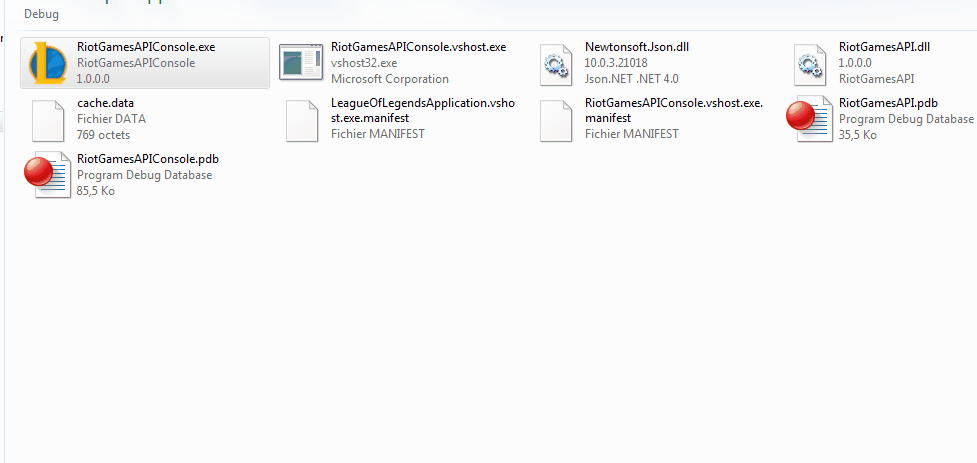 Debug
RiotGamesAPIConsole.exe
RiotGamesAPIConsole
1.0.0.0
RiotGamesAPIConsole.vshost.exe
vshost32.exe
Microsoft Corporation
Newtonsoft.Json.dll
10.0.3.21018
Json.NET .NET 4.0
RiotGamesAPI.dll
1.0.0.0
RiotGamesAPI
cache.data
Fichier DATA
769 octets
LeagueOfLegendsApplication.vsho
st.exe.manifest
Fichier MANIFEST
RiotGamesAPIConsole.vshost.exe.
manifest
Fichier MANIFEST
RiotGamesAPI.pdb
Program Debug Database
35,5 Ko
RiotGamesAPIConsole.pdb
Program Debug Database
85,5 Ko